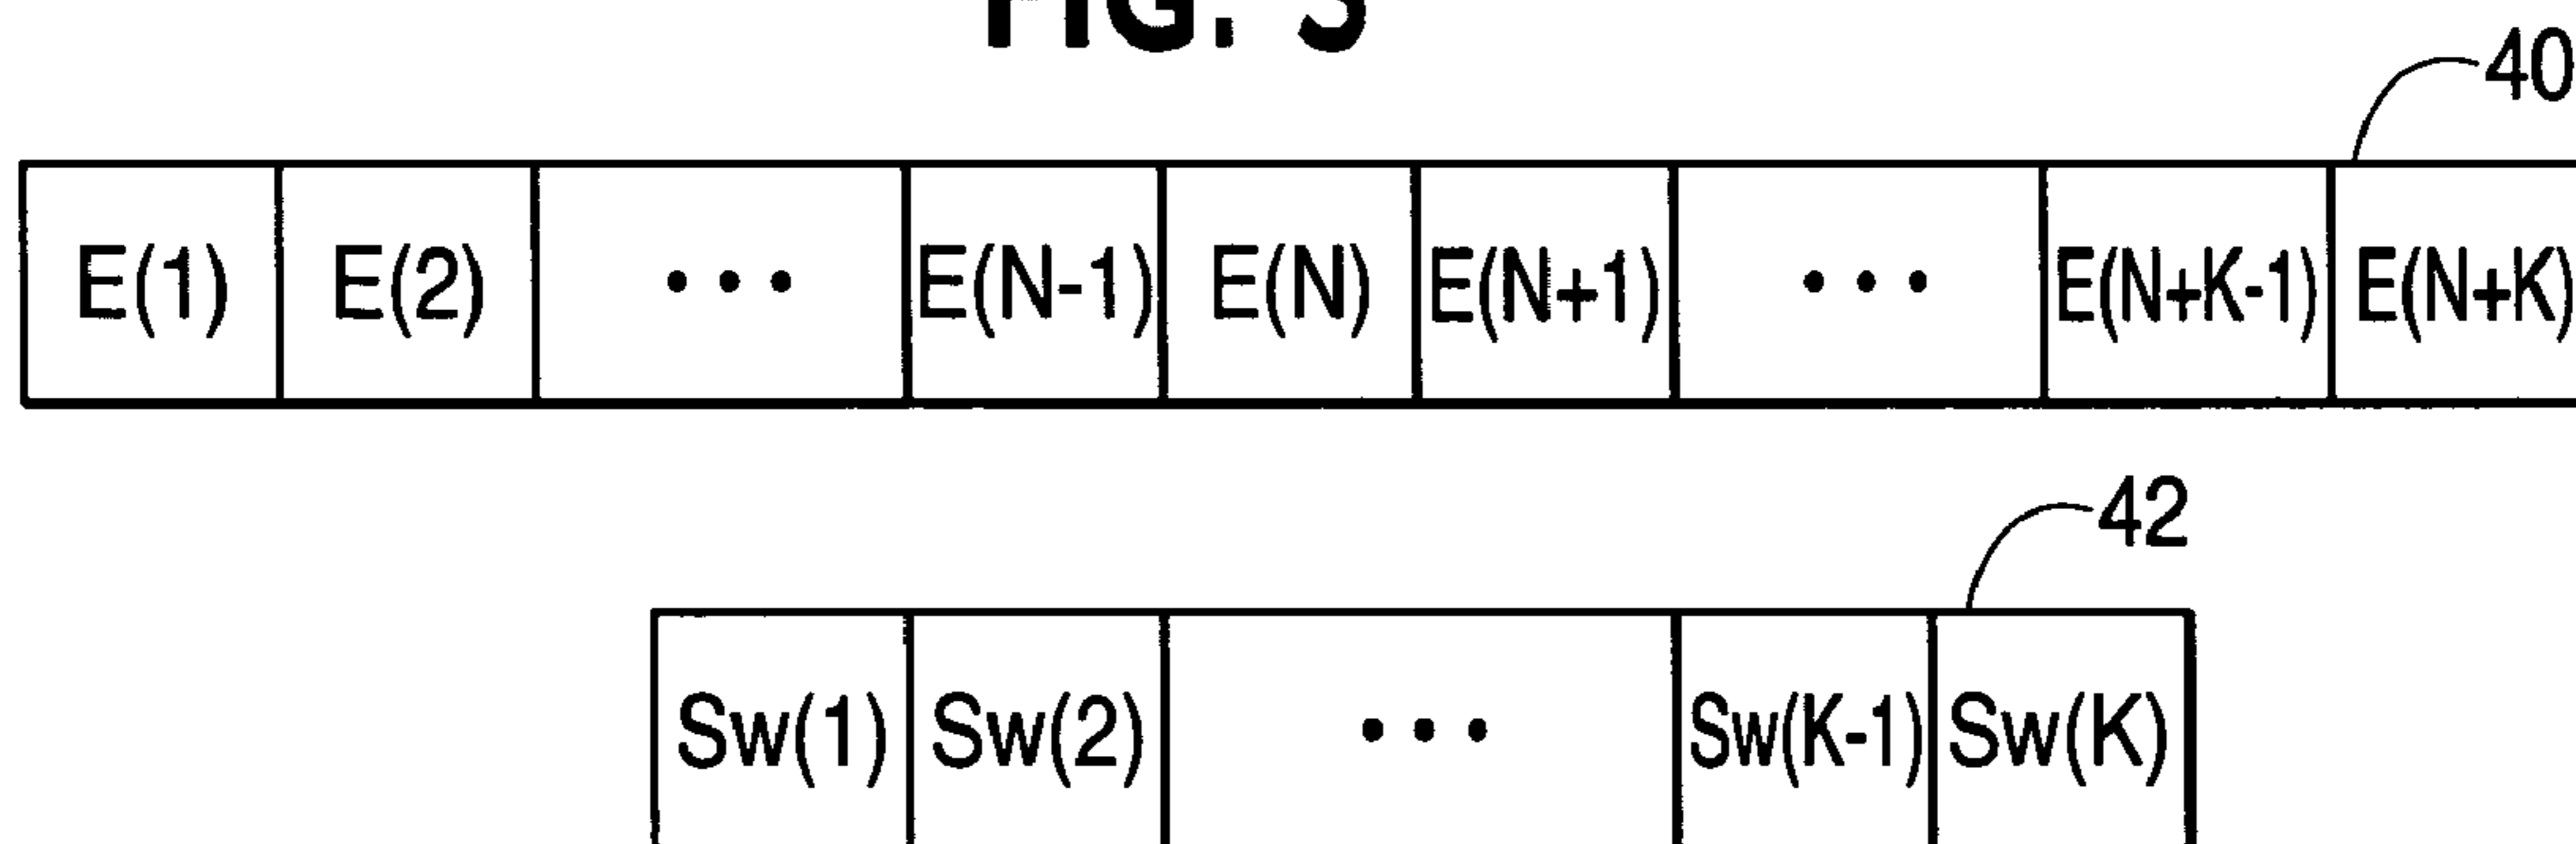 FIG. 3
40
E(1) E(2) ... E(N-1) E(N) E(N+1) ... E(N+K-1) E(N+K)
42
Sw(1) Sw(2) ... Sw(K-1) Sw(K)